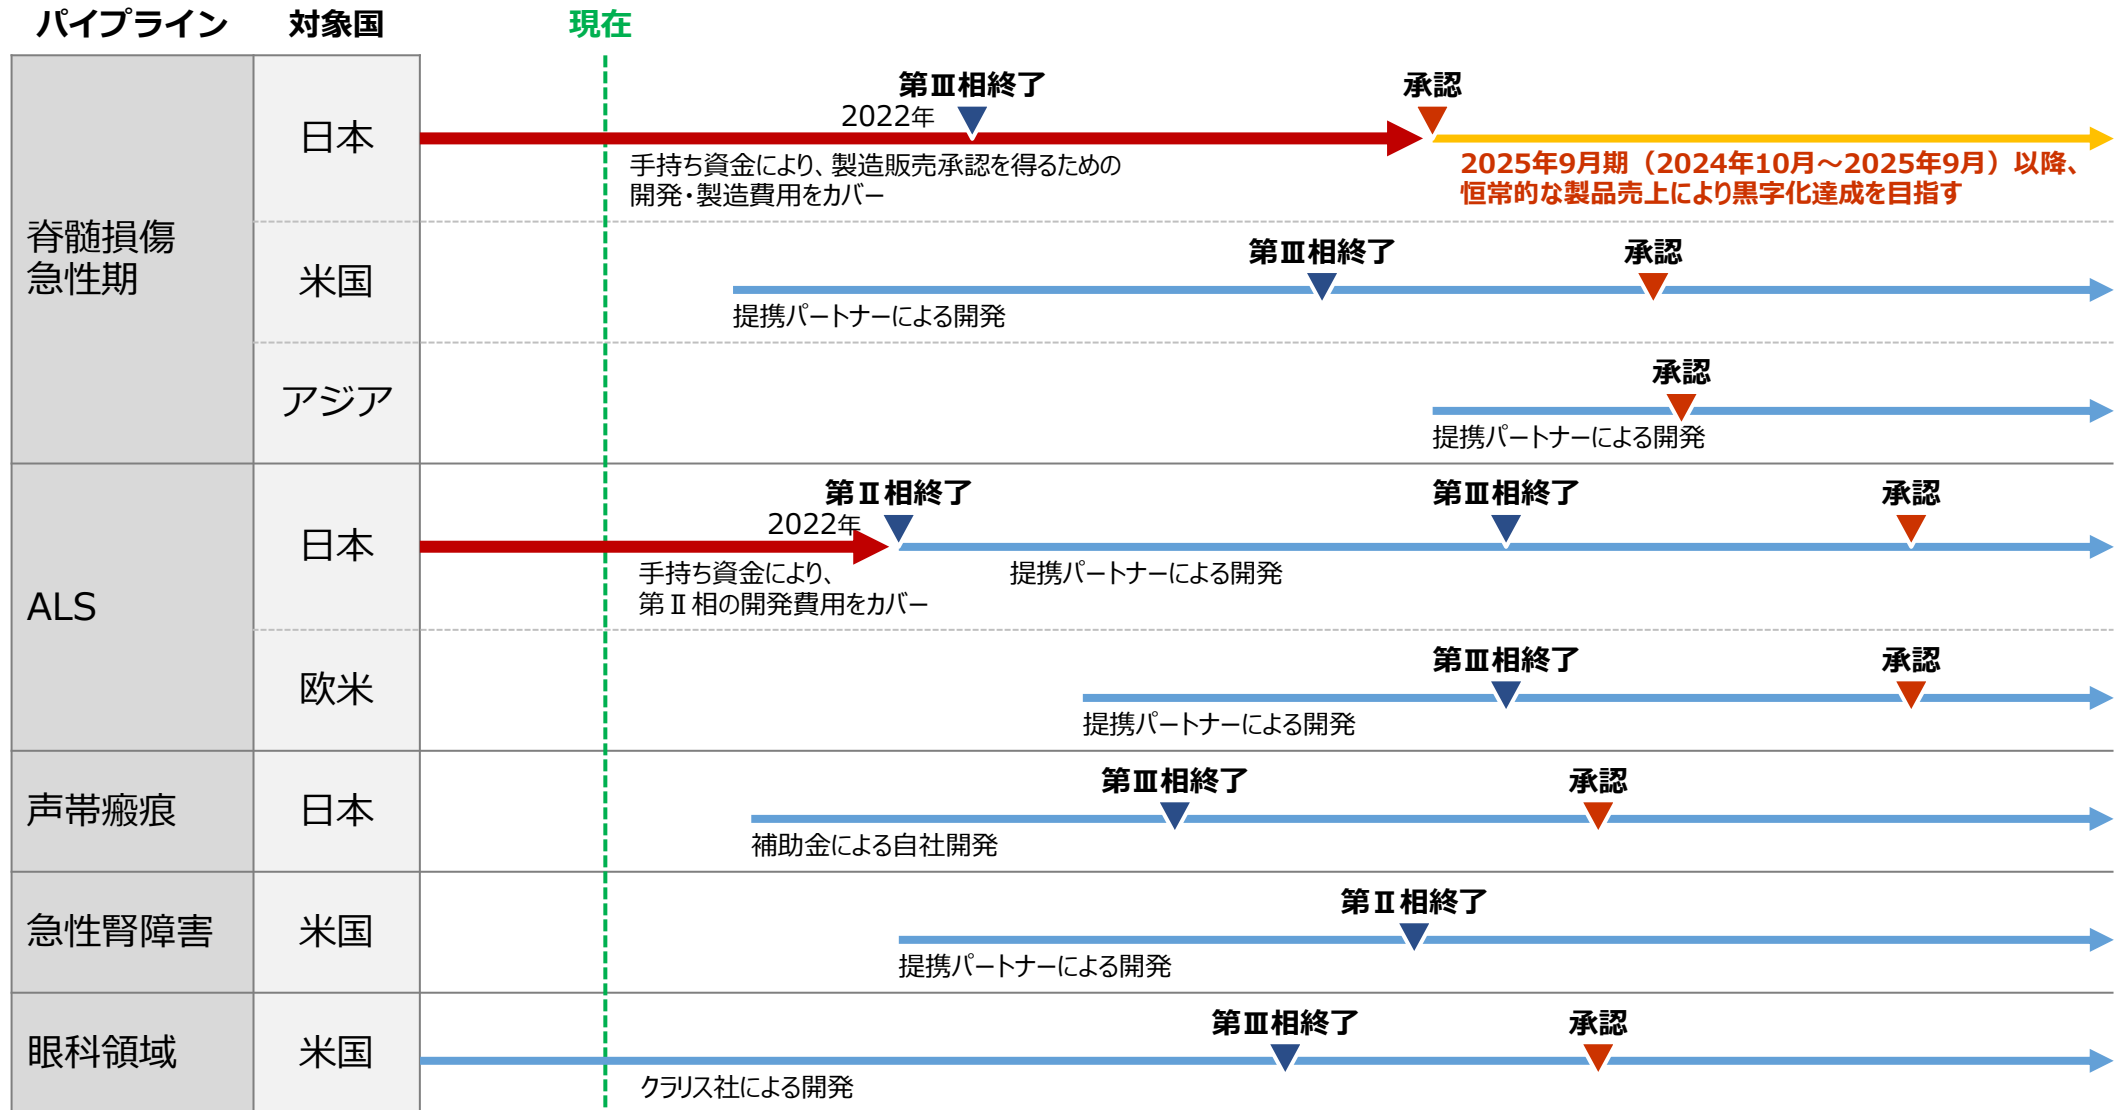 パイプライン
対象国
現在
脊髄損傷
急性期
日本
第Ⅲ相終了
2022年
承認
手持ち資金により、製造販売承認を得るための
開発・製造費用をカバー
2025年9月期（2024年10月～2025年9月）以降、
恒常的な製品売上により黒字化達成を目指す
米国
第Ⅲ相終了
承認
提携パートナーによる開発
アジア
承認
提携パートナーによる開発
ALS
日本
第Ⅱ相終了
2022年
第Ⅲ相終了
承認
手持ち資金により、
第Ⅱ相の開発費用をカバー
提携パートナーによる開発
欧米
第Ⅲ相終了
承認
提携パートナーによる開発
声帯瘢痕
日本
第Ⅲ相終了
承認
補助金による自社開発
急性腎障害
米国
第Ⅱ相終了
提携パートナーによる開発
眼科領域
米国
第Ⅲ相終了
承認
クラリス社による開発